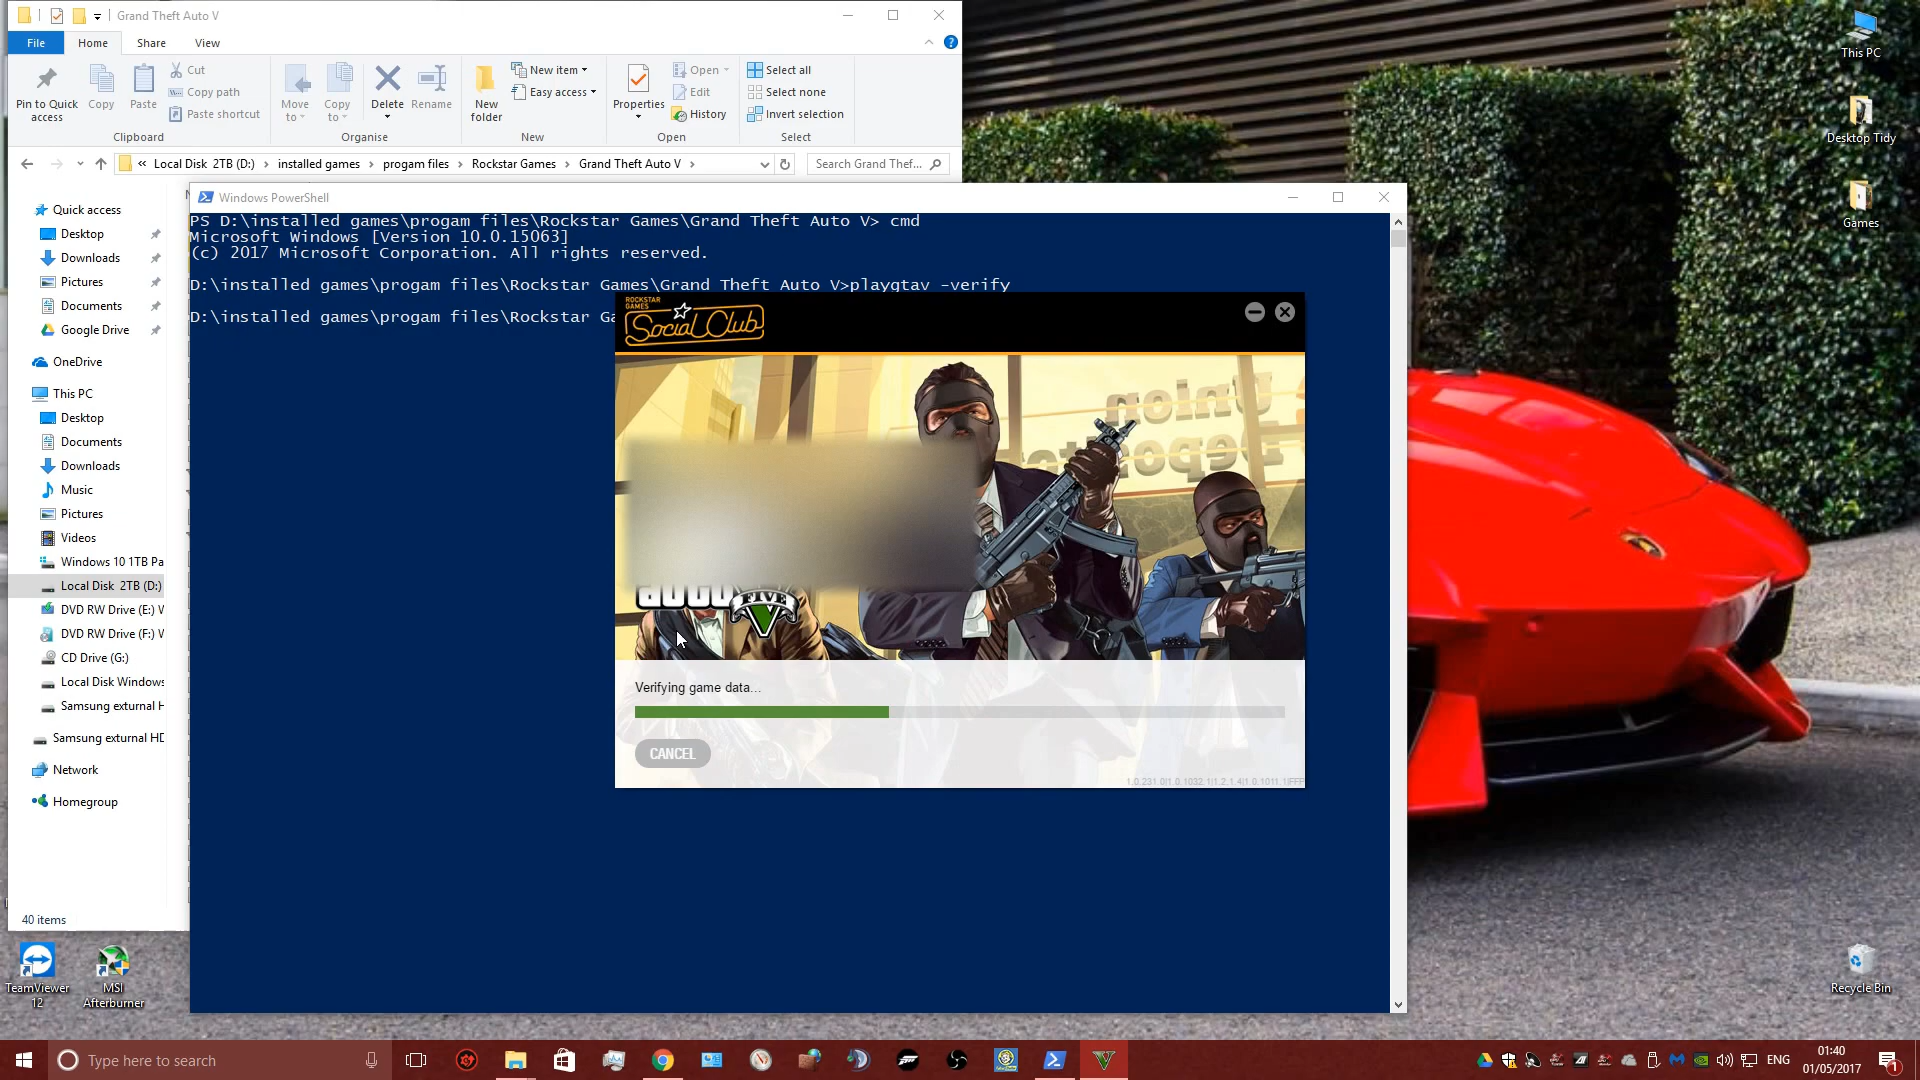 Grand Theft Auto V
File
Home
Share
View
Pin to Quick access
Copy
Paste
Cut
Copy path
Paste shortcut
Clipboard
Move to
Copy to
Delete
Rename
Organise
New folder
New item
Easy access
New
Properties
Open
Edit
History
Open
Select all
Select none
Invert selection
Select
« Local Disk 2TB (D:) > installed games > progam files > Rockstar Games > Grand Theft Auto V >
Search Grand Thef...
Quick access
Desktop
Downloads
Pictures
Documents
Google Drive
OneDrive
This PC
Desktop
Documents
Downloads
Music
Pictures
Videos
Windows 10 1TB Pa
Local Disk 2TB (D:)
DVD RW Drive (E:) V
DVD RW Drive (F:) V
CD Drive (G:)
Local Disk Windows
Samsung exturnal H
Samsung exturnal HD
Network
Homegroup
40 items
Windows PowerShell
PS D:\installed games\progam files\Rockstar Games\Grand Theft Auto V> cmd
Microsoft Windows [Version 10.0.15063]
(c) 2017 Microsoft Corporation. All rights reserved.
D:\installed games\progam files\Rockstar Games\Grand Theft Auto V>playgtav -verify
D:\installed games\progam files\Rockstar Ga
ROCKSTAR
GAMES
Social Club
union
depositor
FIVE
V
Verifying game data...
CANCEL
This PC
Desktop Tidy
Games
Recycle Bin
TeamViewer
12
MSI
Afterburner
Type here to search
ENG
01:40
01/05/2017
1